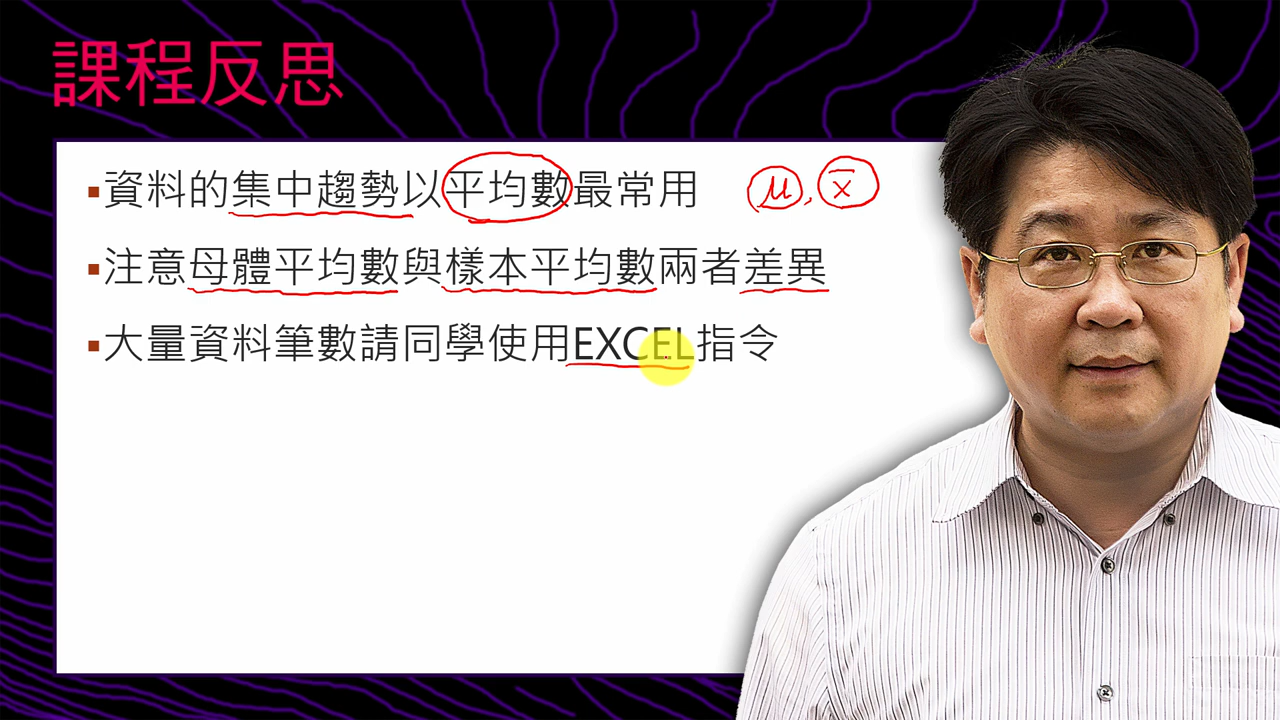 課程反思
▪資料的集中趨勢以平均數最常用 μ, x̄
▪注意母體平均數與樣本平均數兩者差異
▪大量資料筆數請同學使用EXCEL指令